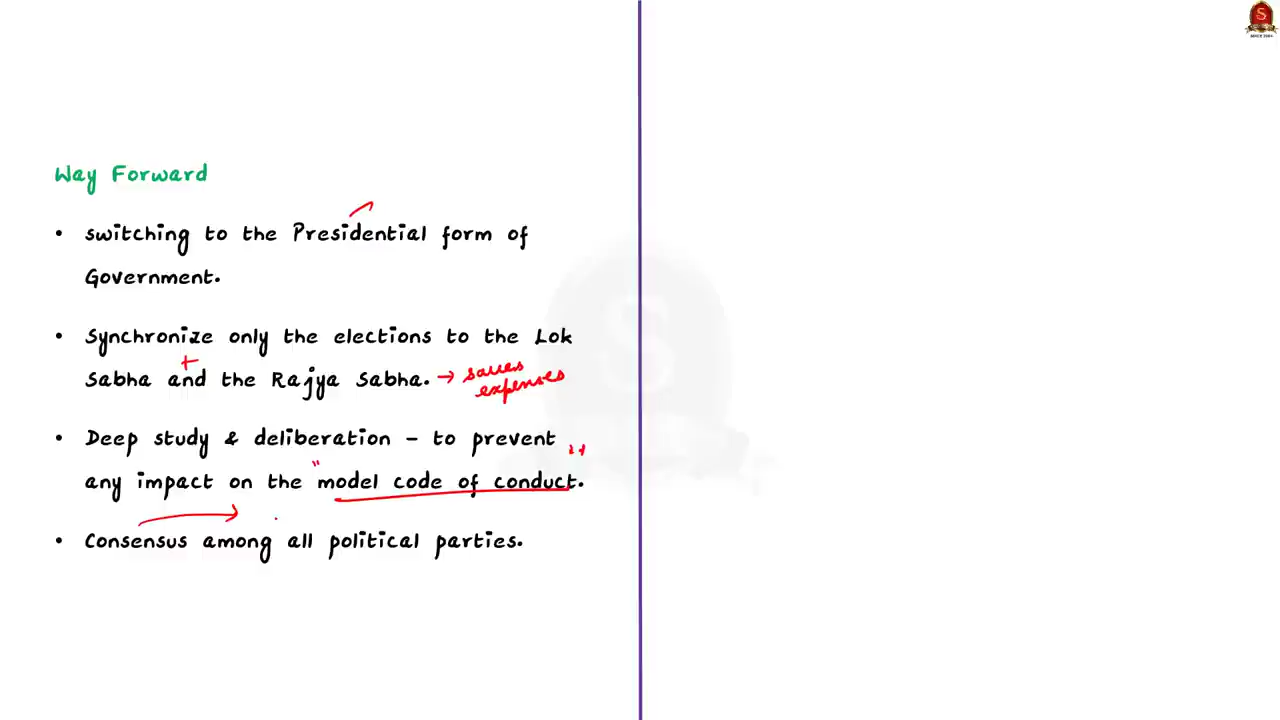 Way Forward
• switching to the Presidential form of
Government.
• Synchronize only the elections to the Lok
Sabha and the Rajya Sabha. → saves
expenses
• Deep study & deliberation - to prevent
any impact on the "model code of conduct.
• Consensus among all political parties.
S
SINCE 2004